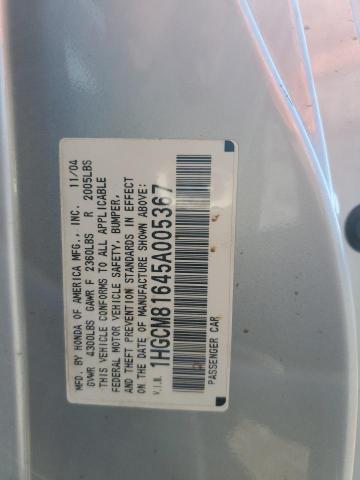 MFD. BY HONDA OF AMERICA MFG., INC. 11/04
GVWR 4300LBS GAWR F 2360LBS R 2005LBS
THIS VEHICLE CONFORMS TO ALL APPLICABLE
FEDERAL MOTOR VEHICLE SAFETY, BUMPER,
AND THEFT PREVENTION STANDARDS IN EFFECT
ON THE DATE OF MANUFACTURE SHOWN ABOVE:
V.I.N. 1HGCM81645A005367
PASSENGER CAR